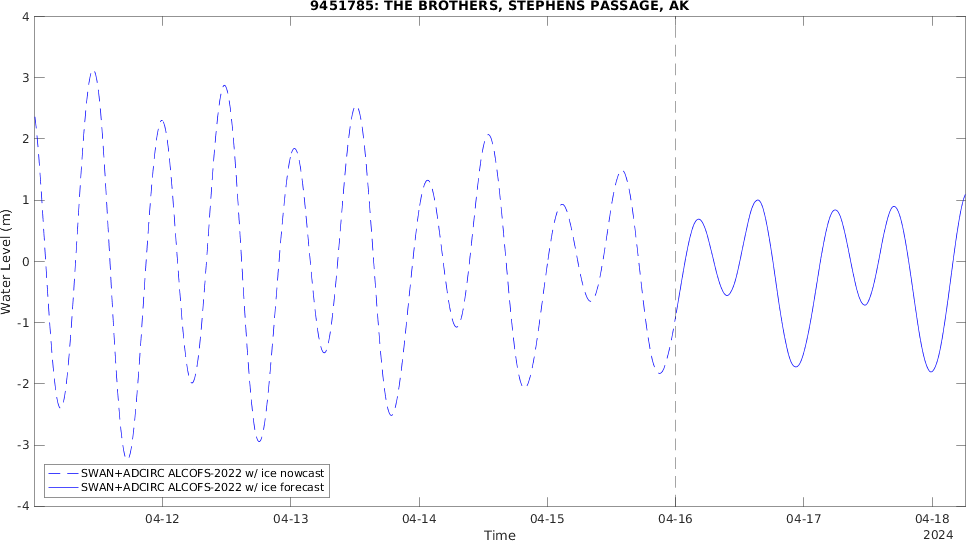 9451785: THE BROTHERS, STEPHENS PASSAGE, AK
4
3
2
1
0
-1
-2
-3
-4
Water Level (m)
SWAN+ADCIRC ALCOFS-2022 w/ ice nowcast
SWAN+ADCIRC ALCOFS-2022 w/ ice forecast
04-12 04-13 04-14 04-15 04-16 04-17 04-18
Time
2024